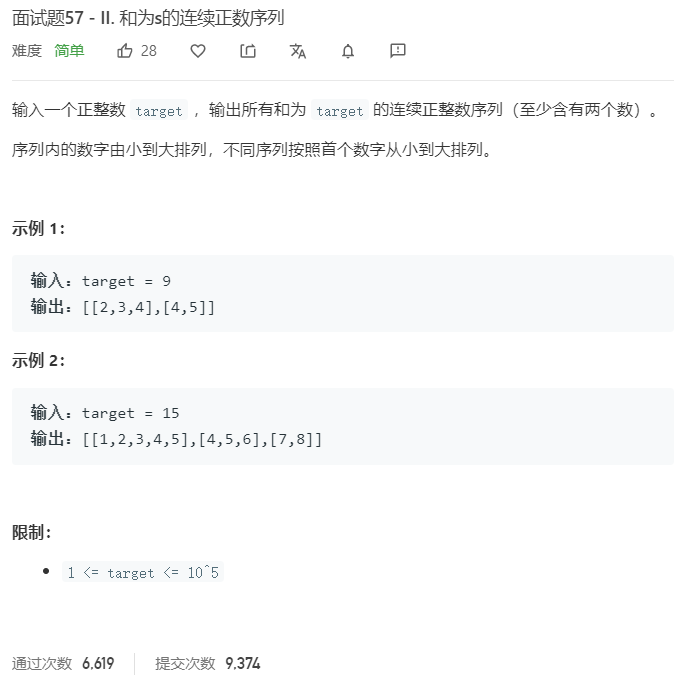 面试题57 - II. 和为s的连续正数序列
难度 简单 28
输入一个正整数 target ，输出所有和为 target 的连续正整数序列（至少含有两个数）。
序列内的数字由小到大排列，不同序列按照首个数字从小到大排列。
示例 1：
输入：target = 9
输出：[[2,3,4],[4,5]]
示例 2：
输入：target = 15
输出：[[1,2,3,4,5],[4,5,6],[7,8]]
限制：
1 <= target <= 10^5
通过次数 6,619 提交次数 9,374